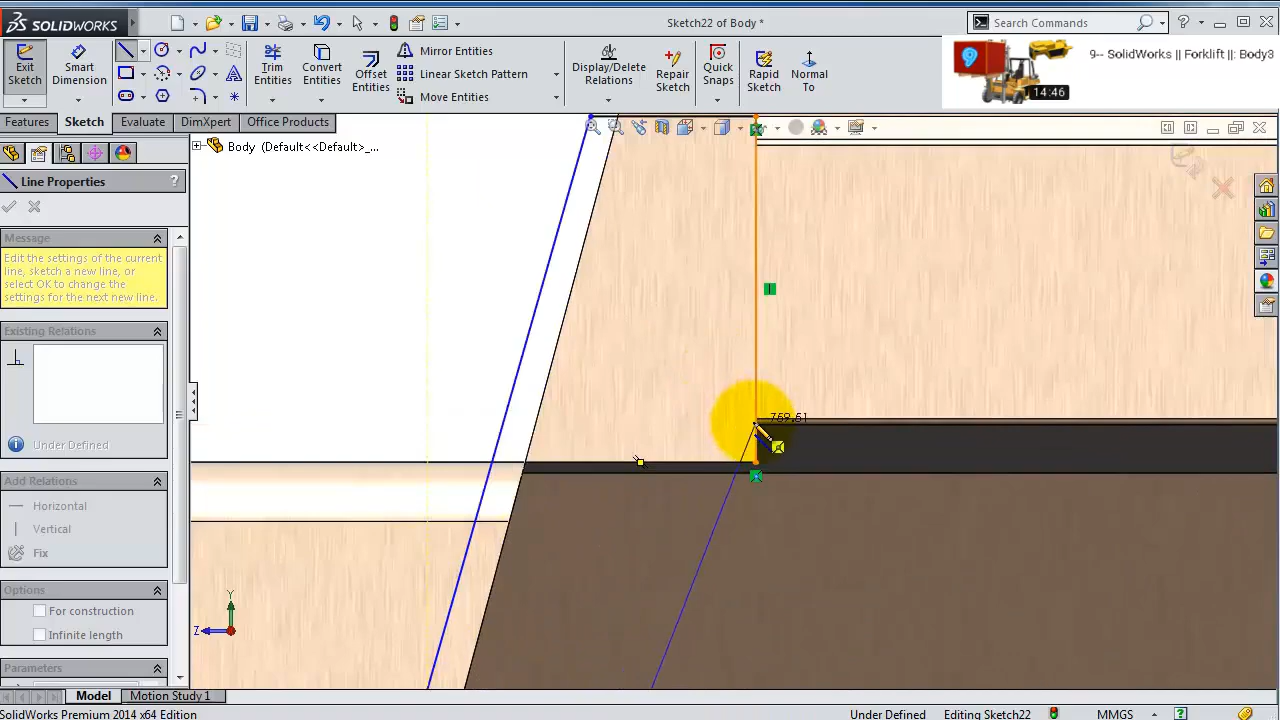 SOLIDWORKS
Sketch22 of Body *
Search Commands
Exit Sketch
Smart Dimension
Trim Entities
Convert Entities
Offset Entities
Mirror Entities
Linear Sketch Pattern
Move Entities
Display/Delete Relations
Repair Sketch
Quick Snaps
Rapid Sketch
Normal To
9
14:46
9-- SolidWorks || Forklift ||: Body3
Features
Sketch
Evaluate
DimXpert
Office Products
Body (Default<<Default>_...
Line Properties
?
Message
Edit the settings of the current
line, sketch a new line, or
select OK to change the
settings for the next new line.
Existing Relations
Under Defined
Add Relations
Horizontal
Vertical
Fix
Options
For construction
Infinite length
Parameters
769.51
Y
Z
Model
Motion Study 1
SolidWorks Premium 2014 x64 Edition
Under Defined
Editing Sketch22
MMGS